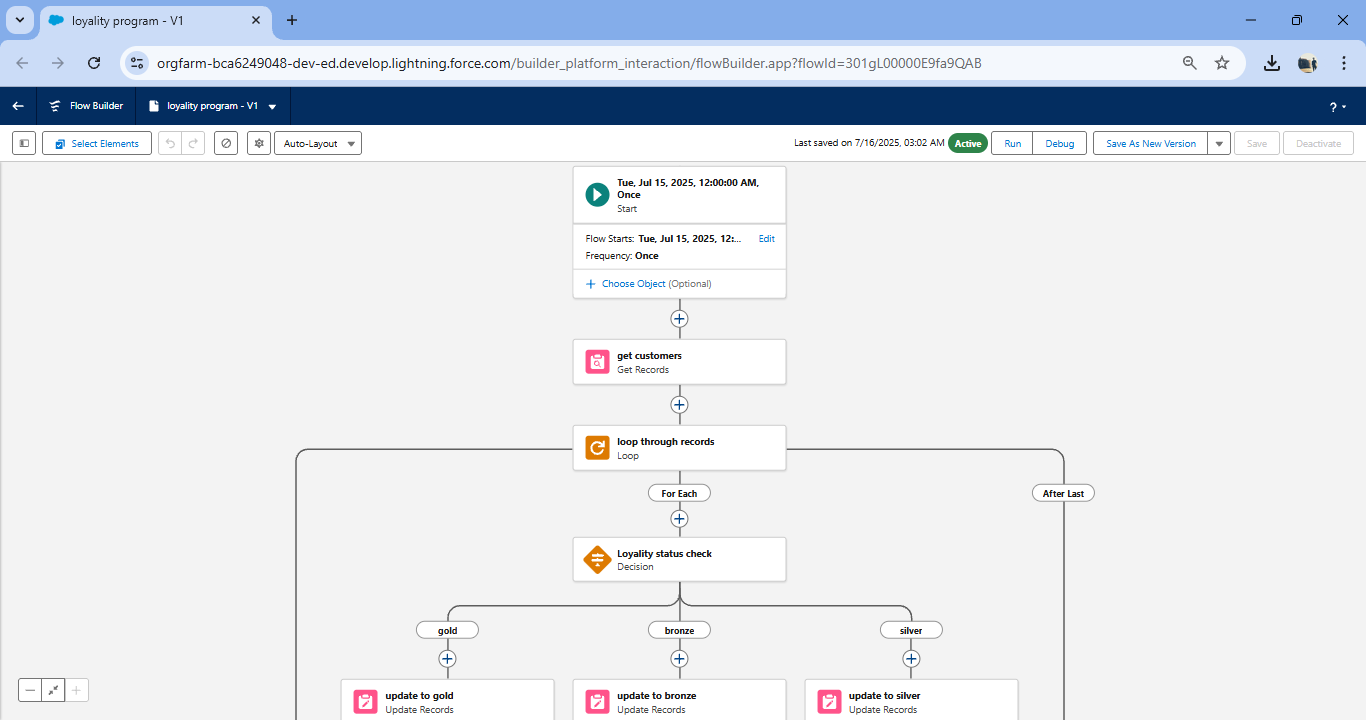 loyality program - V1
orgfarm-bca6249048-dev-ed.develop.lightning.force.com/builder_platform_interaction/flowBuilder.app?flowId=301gL00000E9fa9QAB
Flow Builder
loyality program - V1
?
Select Elements
Auto-Layout
Last saved on 7/16/2025, 03:02 AM
Active
Run
Debug
Save As New Version
Save
Deactivate
Tue, Jul 15, 2025, 12:00:00 AM,
Once
Start
Flow Starts: Tue, Jul 15, 2025, 12:...
Edit
Frequency: Once
+ Choose Object (Optional)
get customers
Get Records
loop through records
Loop
For Each
After Last
Loyality status check
Decision
gold
bronze
silver
update to gold
Update Records
update to bronze
Update Records
update to silver
Update Records